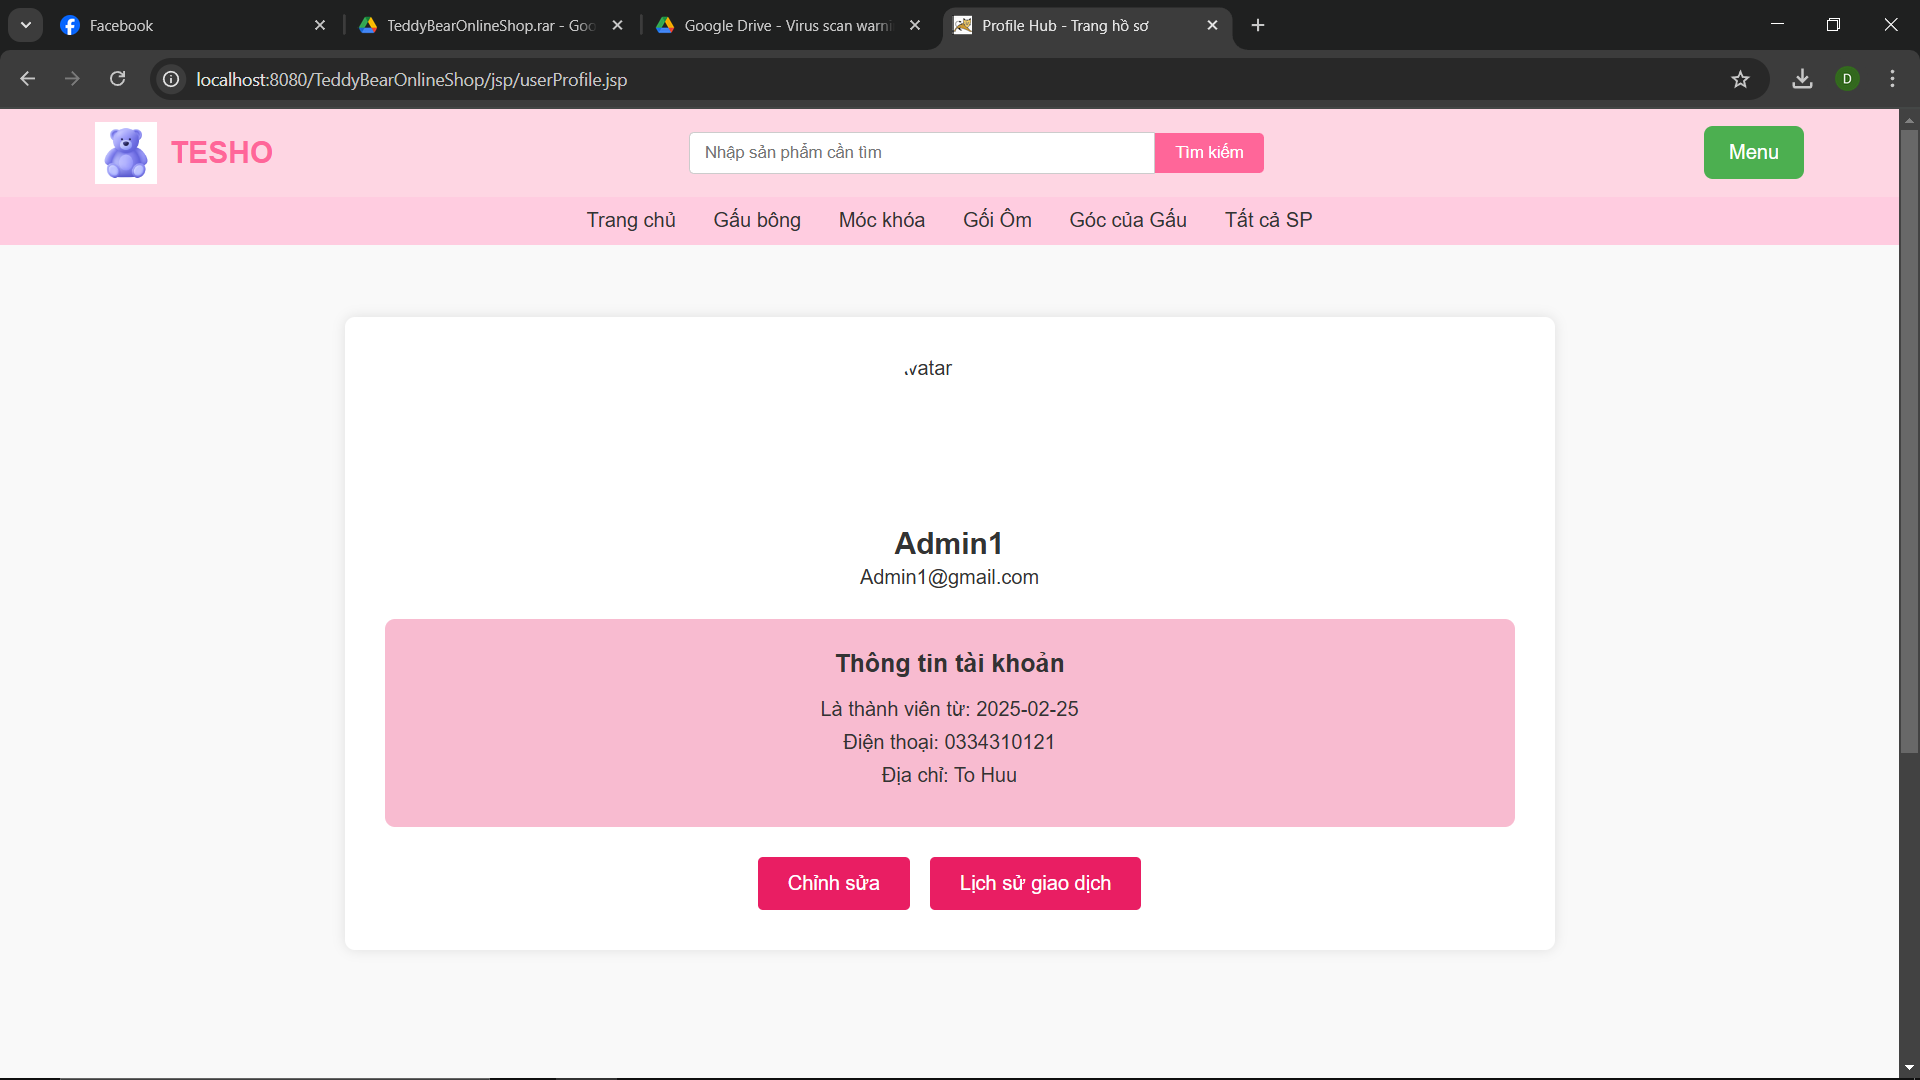 Facebook
TeddyBearOnlineShop.rar - Goo
Google Drive - Virus scan warni
Profile Hub - Trang hồ sơ
localhost:8080/TeddyBearOnlineShop/jsp/userProfile.jsp
D
TESHO
Nhập sản phẩm cần tìm
Tìm kiếm
Menu
Trang chủ
Gấu bông
Móc khóa
Gối Ôm
Góc của Gấu
Tất cả SP
vatar
Admin1
Admin1@gmail.com
Thông tin tài khoản
Là thành viên từ: 2025-02-25
Điện thoại: 0334310121
Địa chỉ: To Huu
Chỉnh sửa
Lịch sử giao dịch